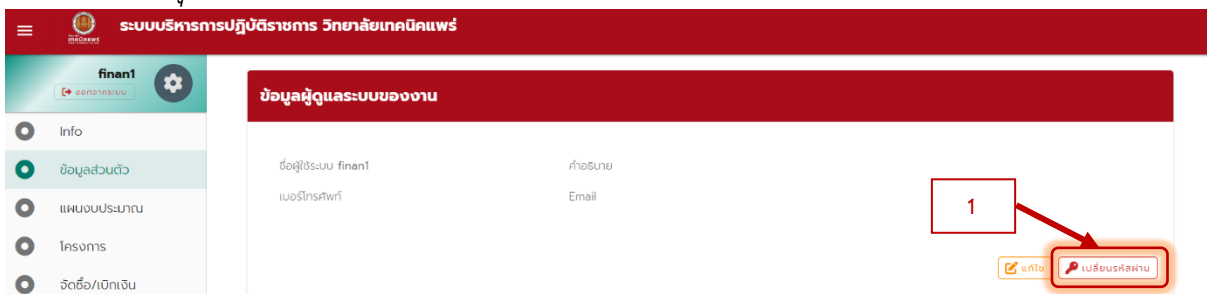 ระบบบริหารการปฏิบัติราชการ วิทยาลัยเทคนิคแพร่
finan1
ออกจากระบบ
ข้อมูลผู้ดูแลระบบของงาน
Info
ข้อมูลส่วนตัว
ชื่อผู้ใช้ระบบ finan1 คำอธิบาย
เบอร์โทรศัพท์ Email
แผนงบประมาณ
1
โครงการ
แก้ไข เปลี่ยนรหัสผ่าน
จัดซื้อ/เบิกเงิน